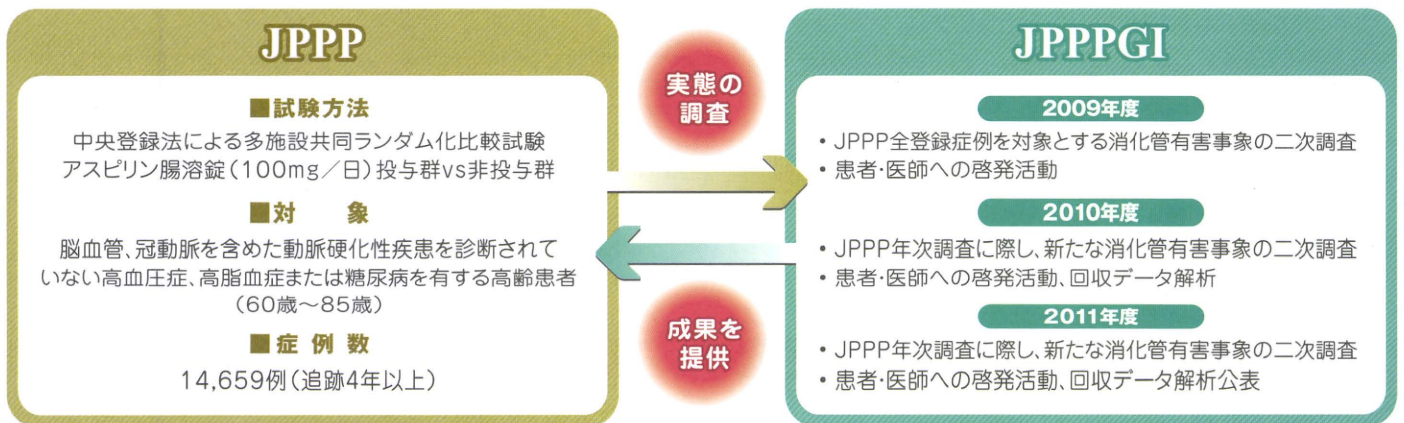 JPPP
■試験方法
中央登録法による多施設共同ランダム化比較試験
アスピリン腸溶錠(100mg/日)投与群vs非投与群
■対 象
脳血管、冠動脈を含めた動脈硬化性疾患を診断されて
いない高血圧症、高脂血症または糖尿病を有する高齢患者
(60歳~85歳)
■症例数
14,659例(追跡4年以上)
実態の
調査
成果を
提供
JPPPGI
2009年度
・JPPP全登録症例を対象とする消化管有害事象の二次調査
・患者・医師への啓発活動
2010年度
・JPPP年次調査に際し、新たな消化管有害事象の二次調査
・患者・医師への啓発活動、回収データ解析
2011年度
・JPPP年次調査に際し、新たな消化管有害事象の二次調査
・患者・医師への啓発活動、回収データ解析公表